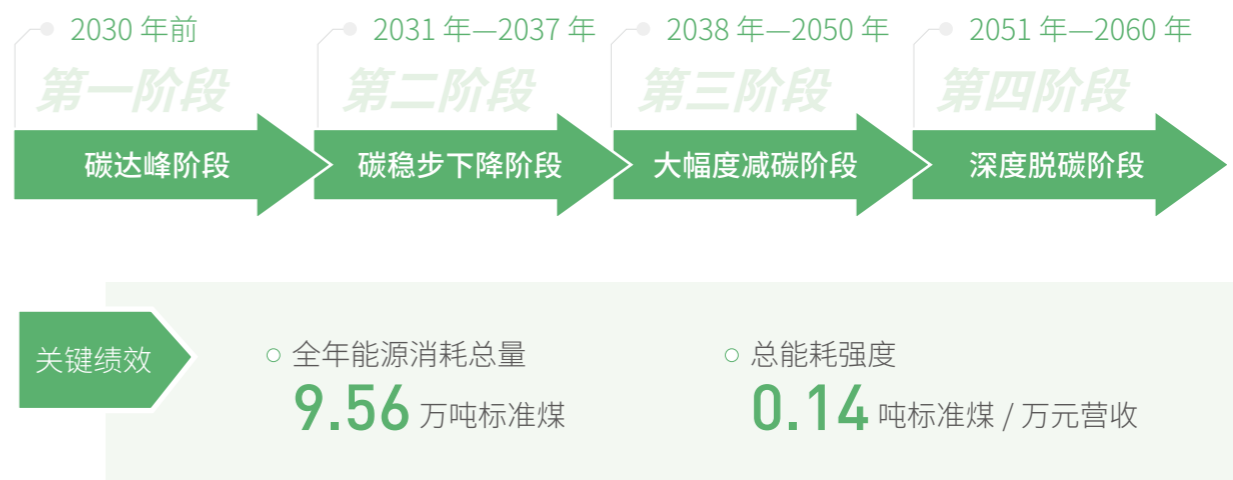 2030 年前
2031 年—2037 年
2038 年—2050 年
2051 年—2060 年
第一阶段
第二阶段
第三阶段
第四阶段
碳达峰阶段
碳稳步下降阶段
大幅度减碳阶段
深度脱碳阶段
关键绩效
全年能源消耗总量
9.56 万吨标准煤
总能耗强度
0.14 吨标准煤 / 万元营收